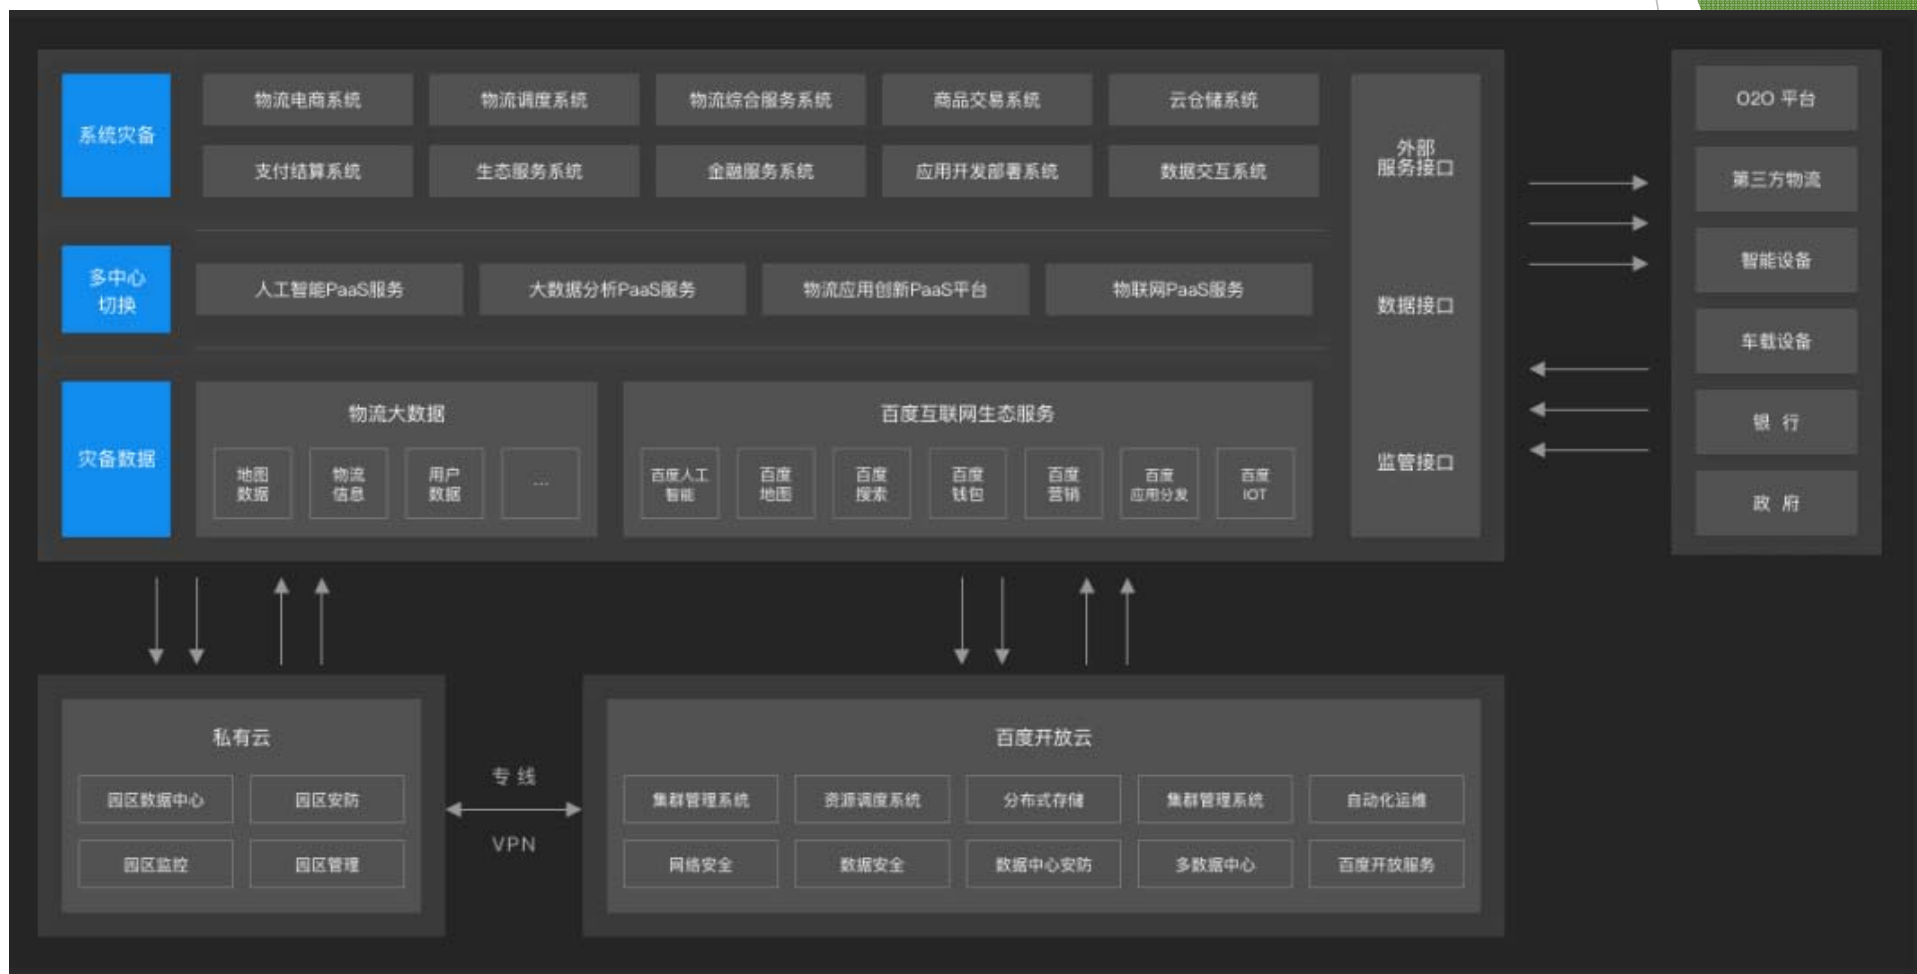 系统灾备
物流电商系统
物流调度系统
物流综合服务系统
商品交易系统
云仓储系统
支付结算系统
生态服务系统
金融服务系统
应用开发部署系统
数据交互系统
多中心
切换
人工智能PaaS服务
大数据分析PaaS服务
物流应用创新PaaS平台
物联网PaaS服务
灾备数据
物流大数据
地图
数据
物流
信息
用户
数据
...
百度互联网生态服务
百度人工
智能
百度
地图
百度
搜索
百度
钱包
百度
营销
百度
应用分发
百度
IOT
外部
服务接口
数据接口
监管接口
O2O 平台
第三方物流
智能设备
车载设备
银 行
政 府
私有云
园区数据中心
园区安防
园区监控
园区管理
专 线
VPN
百度开放云
集群管理系统
资源调度系统
分布式存储
集群管理系统
自动化运维
网络安全
数据安全
数据中心安防
多数据中心
百度开放服务